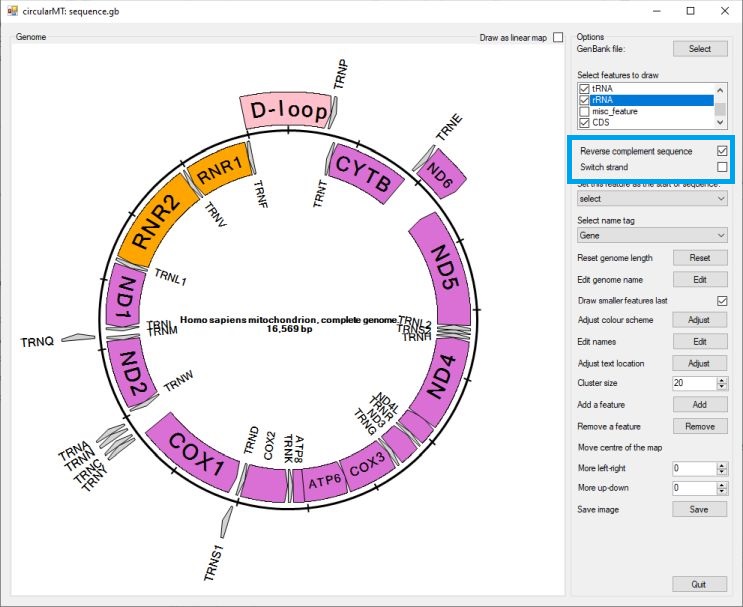 circularMT: sequence.gb
Genome
Draw as linear map
Options
GenBank file:
Select
Select features to draw
tRNA
rRNA
misc_feature
CDS
Reverse complement sequence
Switch strand
Set this feature as the start of sequence:
select
Select name tag
Gene
Reset genome length
Reset
Edit genome name
Edit
Draw smaller features last
Adjust colour scheme
Adjust
Edit names
Edit
Adjust text location
Adjust
Cluster size
20
Add a feature
Add
Remove a feature
Remove
Move centre of the map
More left-right
0
More up-down
0
Save image
Save
Quit
D-loop
TRNP
TRNE
ND6
CYTB
TRNT
ND5
TRNL2
TRNS2
TRNH
ND4
ND4L
TRNR
ND3
TRNG
COX3
ATP6
ATP8
TRNK
COX2
TRND
TRNS1
COX1
TRNY
TRNC
TRNN
TRNA
TRNW
ND2
TRNQ
TRNM
TRNI
ND1
TRNL1
RNR2
TRNV
RNR1
TRNF
Homo sapiens mitochondrion, complete genome.
16,569 bp